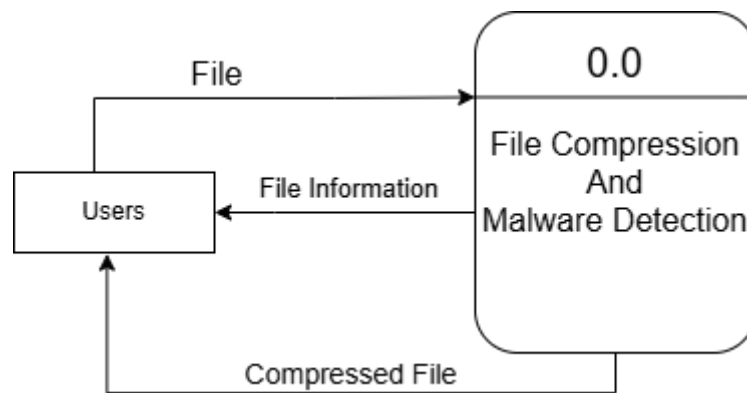 0.0
File
File Compression
And
Malware Detection
File Information
Users
Compressed File